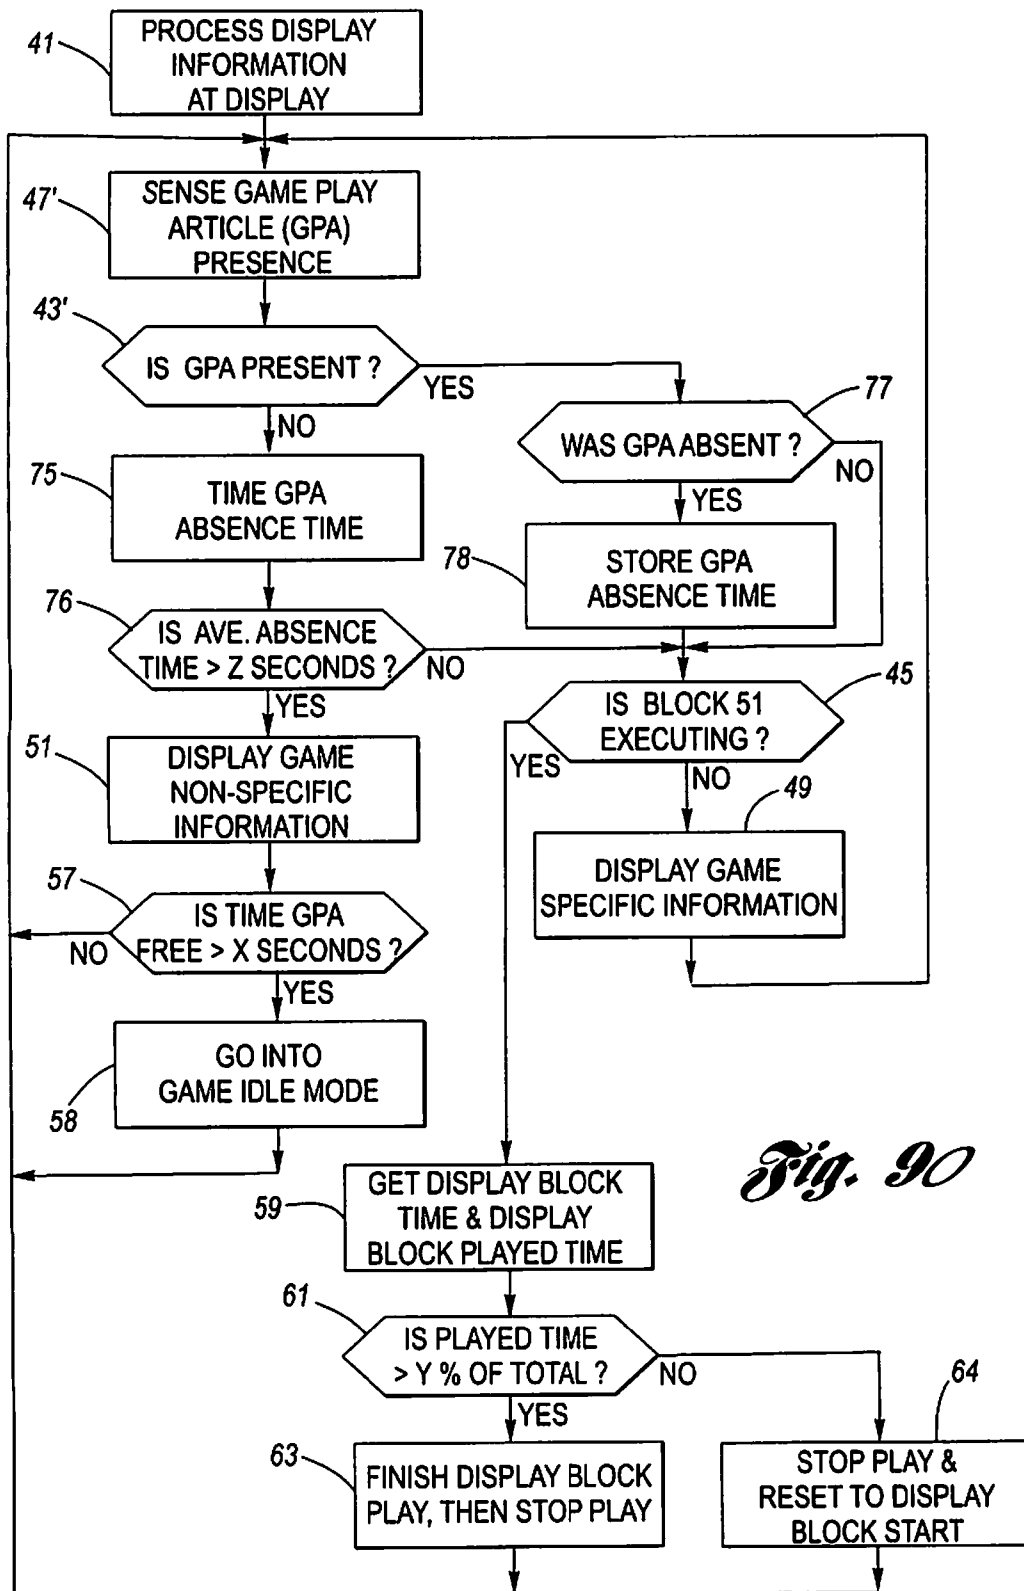 41
PROCESS DISPLAY
INFORMATION
AT DISPLAY
47'
SENSE GAME PLAY
ARTICLE (GPA)
PRESENCE
43'
IS GPA PRESENT ?
YES
NO
77
WAS GPA ABSENT ?
NO
YES
75
TIME GPA
ABSENCE TIME
78
STORE GPA
ABSENCE TIME
76
IS AVE. ABSENCE
TIME > Z SECONDS ?
NO
YES
45
IS BLOCK 51
EXECUTING ?
YES
NO
51
DISPLAY GAME
NON-SPECIFIC
INFORMATION
49
DISPLAY GAME
SPECIFIC INFORMATION
57
IS TIME GPA
FREE > X SECONDS ?
NO
YES
GO INTO
GAME IDLE MODE
58
Fig. 90
59
GET DISPLAY BLOCK
TIME & DISPLAY
BLOCK PLAYED TIME
61
IS PLAYED TIME
> Y % OF TOTAL ?
NO
YES
63
FINISH DISPLAY BLOCK
PLAY, THEN STOP PLAY
64
STOP PLAY &
RESET TO DISPLAY
BLOCK START